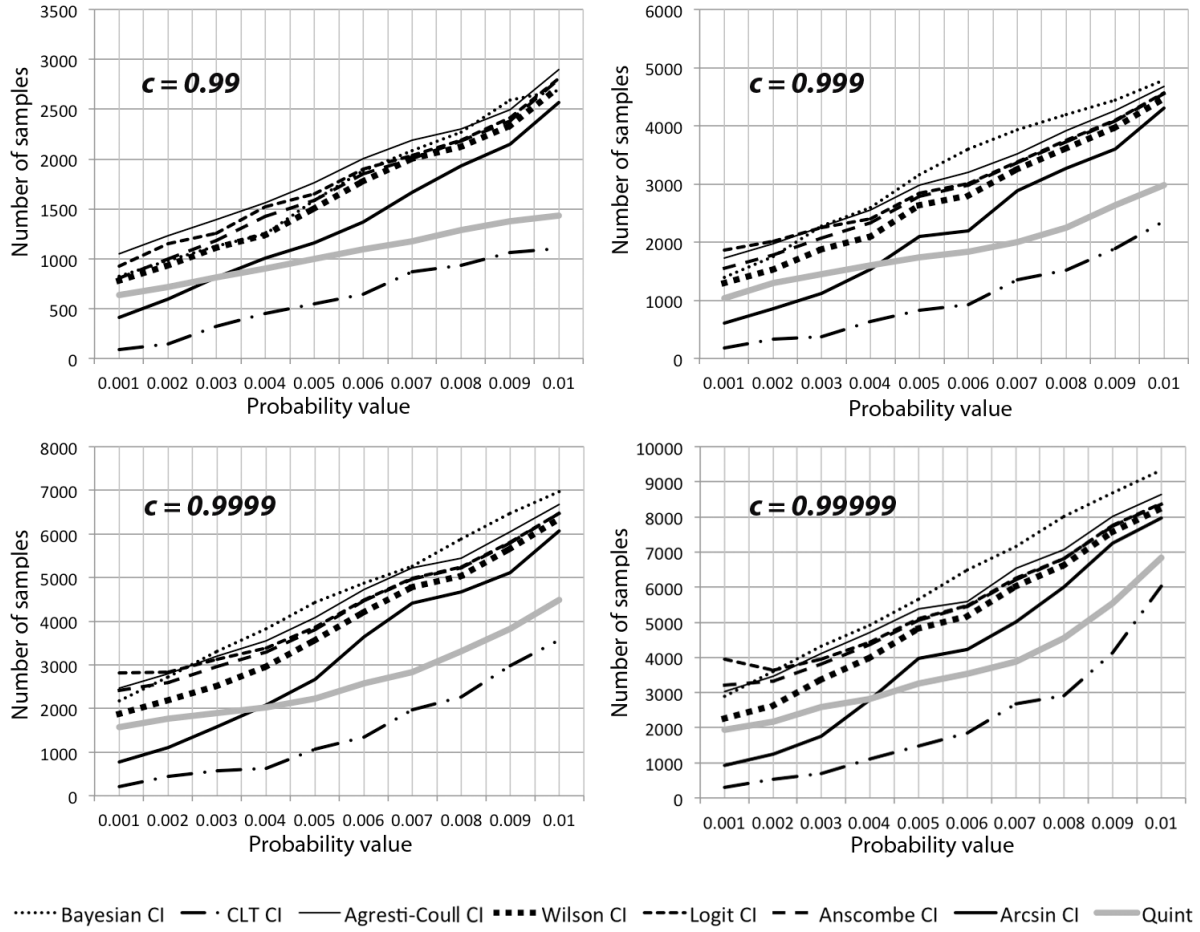 Number of samples
3500
3000
2500
2000
1500
1000
500
0
c = 0.99
0.001 0.002 0.003 0.004 0.005 0.006 0.007 0.008 0.009 0.01
Probability value
Number of samples
6000
5000
4000
3000
2000
1000
0
c = 0.999
0.001 0.002 0.003 0.004 0.005 0.006 0.007 0.008 0.009 0.01
Probability value
Number of samples
8000
7000
6000
5000
4000
3000
2000
1000
0
c = 0.9999
0.001 0.002 0.003 0.004 0.005 0.006 0.007 0.008 0.009 0.01
Probability value
Number of samples
10000
9000
8000
7000
6000
5000
4000
3000
2000
1000
0
c = 0.99999
0.001 0.002 0.003 0.004 0.005 0.006 0.007 0.008 0.009 0.01
Probability value
Bayesian CI CLT CI Agresti-Coull CI Wilson CI Logit CI Anscombe CI Arcsin CI Quint